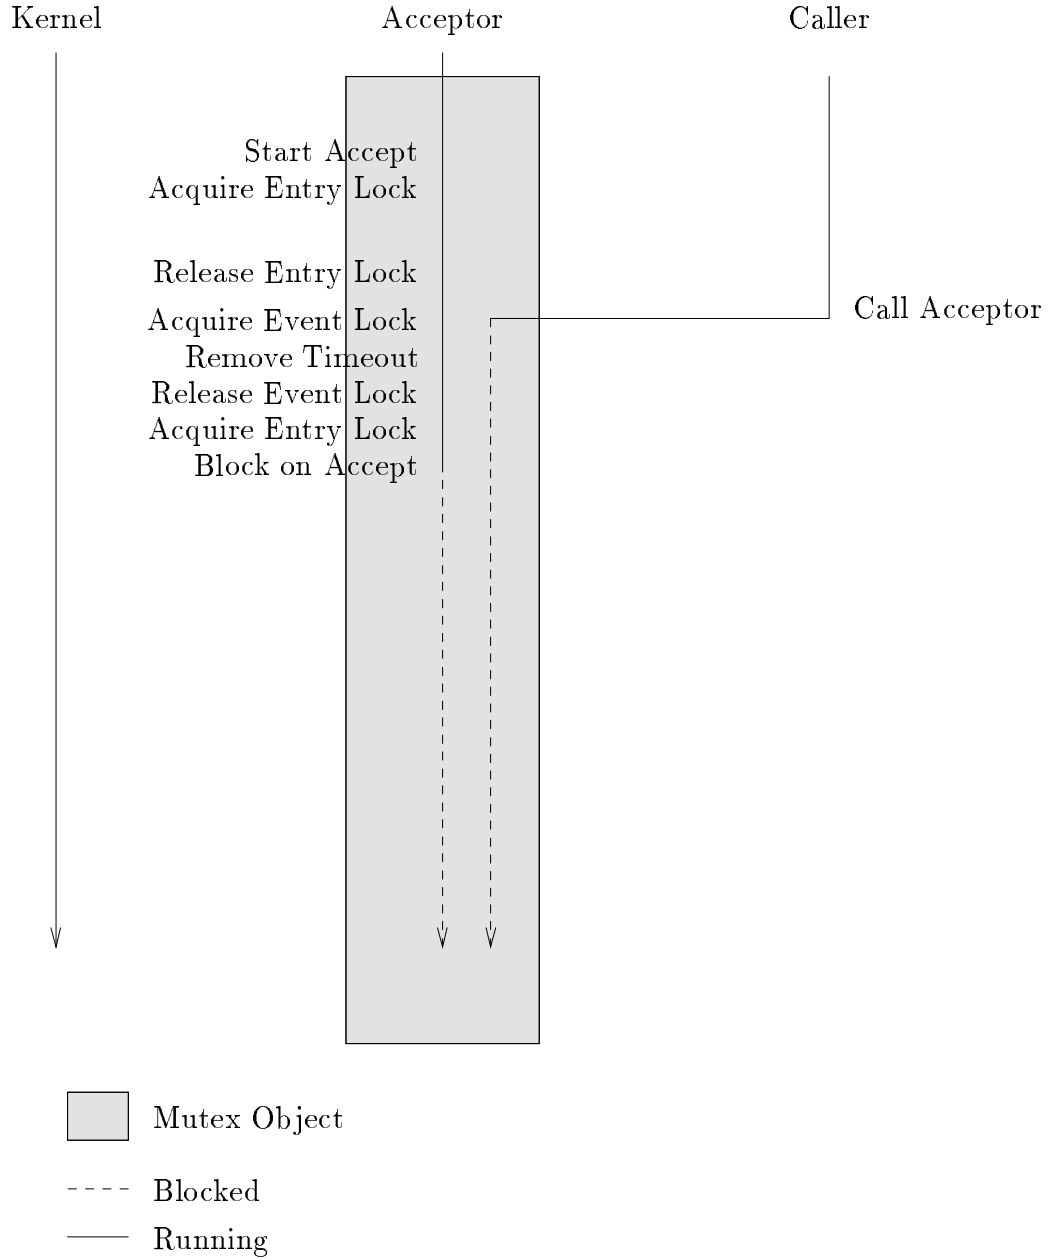 Kernel
Acceptor
Caller
Start Accept
Acquire Entry Lock
Release Entry Lock
Call Acceptor
Acquire Event Lock
Remove Timeout
Release Event Lock
Acquire Entry Lock
Block on Accept
Mutex Object
Blocked
Running